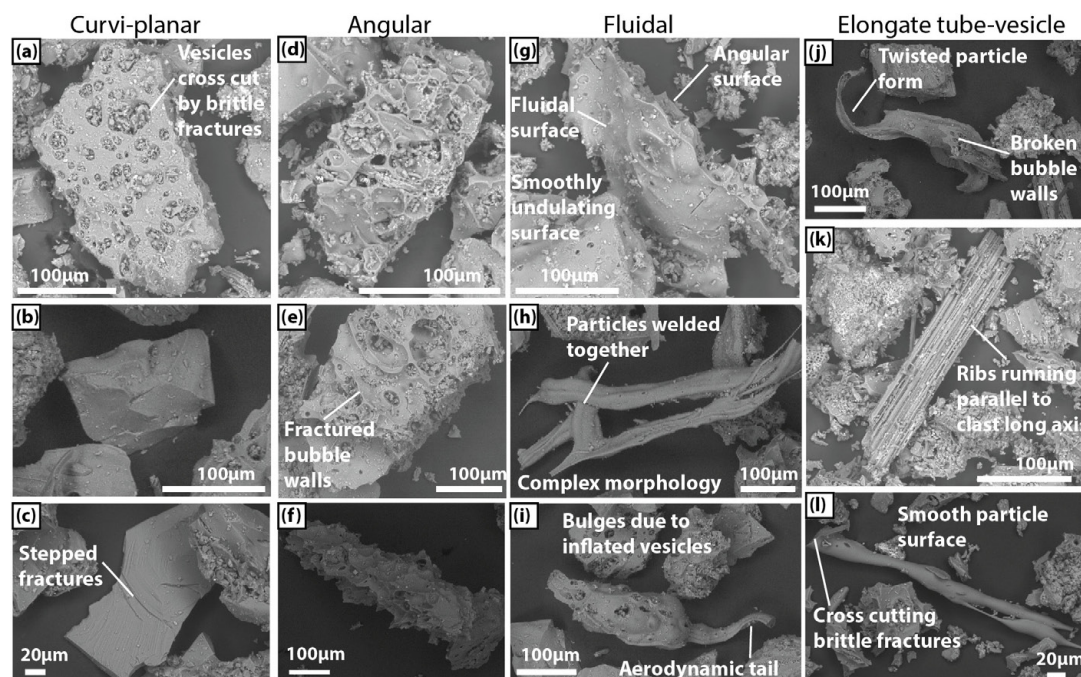 Curvi-planar
Angular
Fluidal
Elongate tube-vesicle
(a)
Vesicles
cross cut
by brittle
fractures
100µm
(d)
100µm
(g)
Angular
surface
Fluidal
surface
Smoothly
undulating
surface
100µm
(j)
Twisted particle
form
Broken
bubble
walls
100µm
(b)
100µm
(e)
Fractured
bubble
walls
100µm
(h)
Particles welded
together
Complex morphology
100µm
(k)
Ribs running
parallel to
clast long axis
100µm
(c)
Stepped
fractures
20µm
(f)
100µm
(i)
Bulges due to
inflated vesicles
100µm
Aerodynamic tail
(l)
Smooth particle
surface
Cross cutting
brittle fractures
20µm